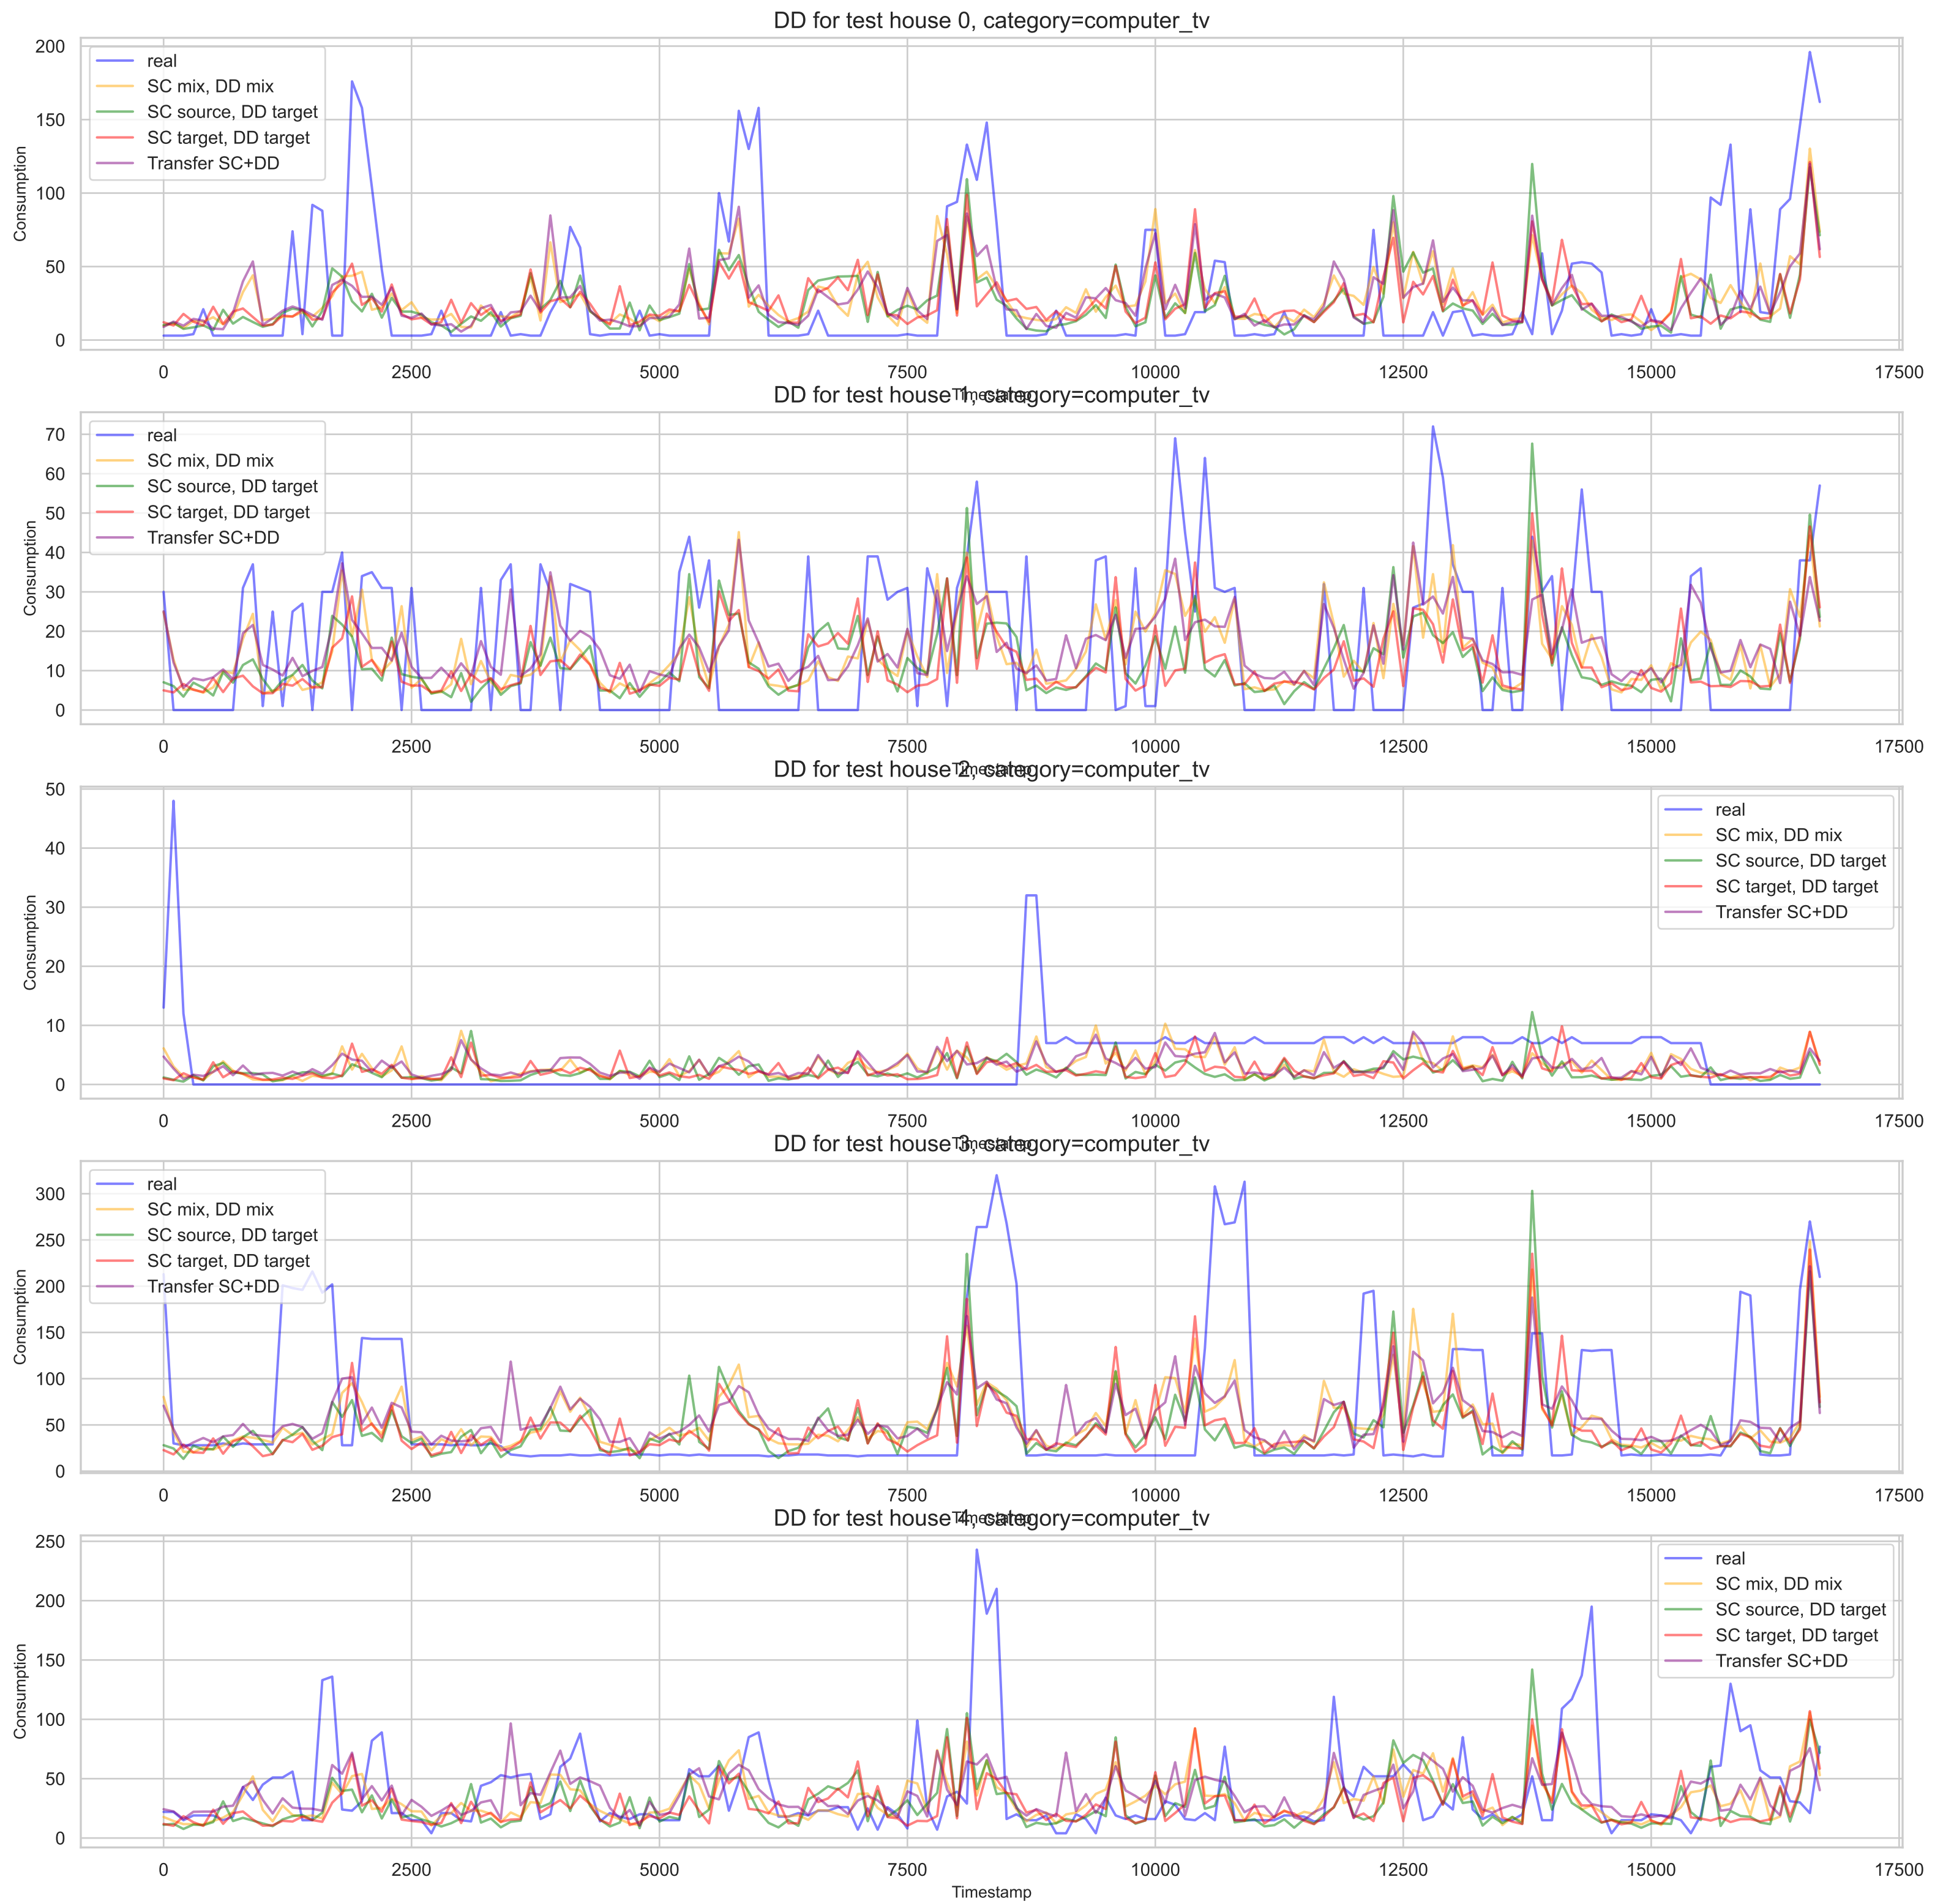 DD for test house 0, category=computer_tv
200
150
100
50
0
Consumption
real
SC mix, DD mix
SC source, DD target
SC target, DD target
Transfer SC+DD
0 2500 5000 7500 10000 12500 15000 17500
Timestamp
DD for test house 1, category=computer_tv
70
60
50
40
30
20
10
0
Consumption
real
SC mix, DD mix
SC source, DD target
SC target, DD target
Transfer SC+DD
0 2500 5000 7500 10000 12500 15000 17500
Timestamp
DD for test house 2, category=computer_tv
50
40
30
20
10
0
Consumption
real
SC mix, DD mix
SC source, DD target
SC target, DD target
Transfer SC+DD
0 2500 5000 7500 10000 12500 15000 17500
Timestamp
DD for test house 3, category=computer_tv
300
250
200
150
100
50
0
Consumption
real
SC mix, DD mix
SC source, DD target
SC target, DD target
Transfer SC+DD
0 2500 5000 7500 10000 12500 15000 17500
Timestamp
DD for test house 4, category=computer_tv
250
200
150
100
50
0
Consumption
real
SC mix, DD mix
SC source, DD target
SC target, DD target
Transfer SC+DD
0 2500 5000 7500 10000 12500 15000 17500
Timestamp